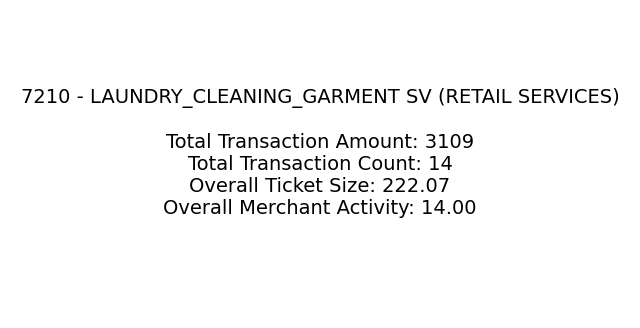 7210 - LAUNDRY_CLEANING_GARMENT SV (RETAIL SERVICES)
Total Transaction Amount: 3109
Total Transaction Count: 14
Overall Ticket Size: 222.07
Overall Merchant Activity: 14.00